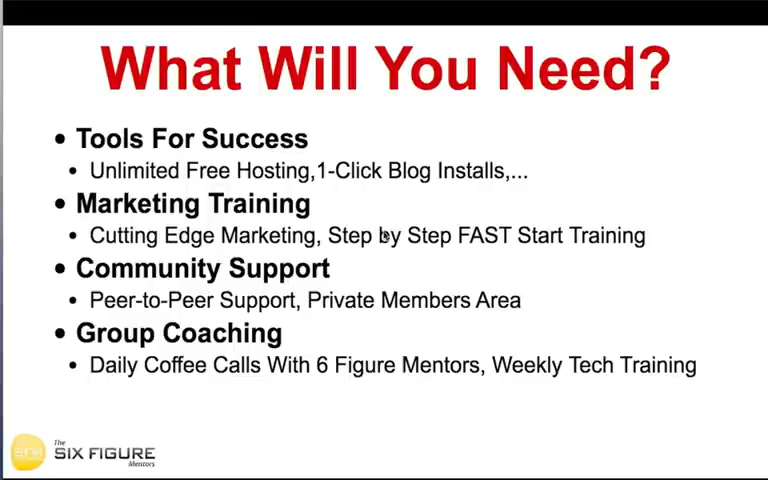 What Will You Need?
• Tools For Success
• Unlimited Free Hosting,1-Click Blog Installs,...
• Marketing Training
• Cutting Edge Marketing, Step by Step FAST Start Training
• Community Support
• Peer-to-Peer Support, Private Members Area
• Group Coaching
• Daily Coffee Calls With 6 Figure Mentors, Weekly Tech Training
SFM
The
SIX FIGURE
Mentors